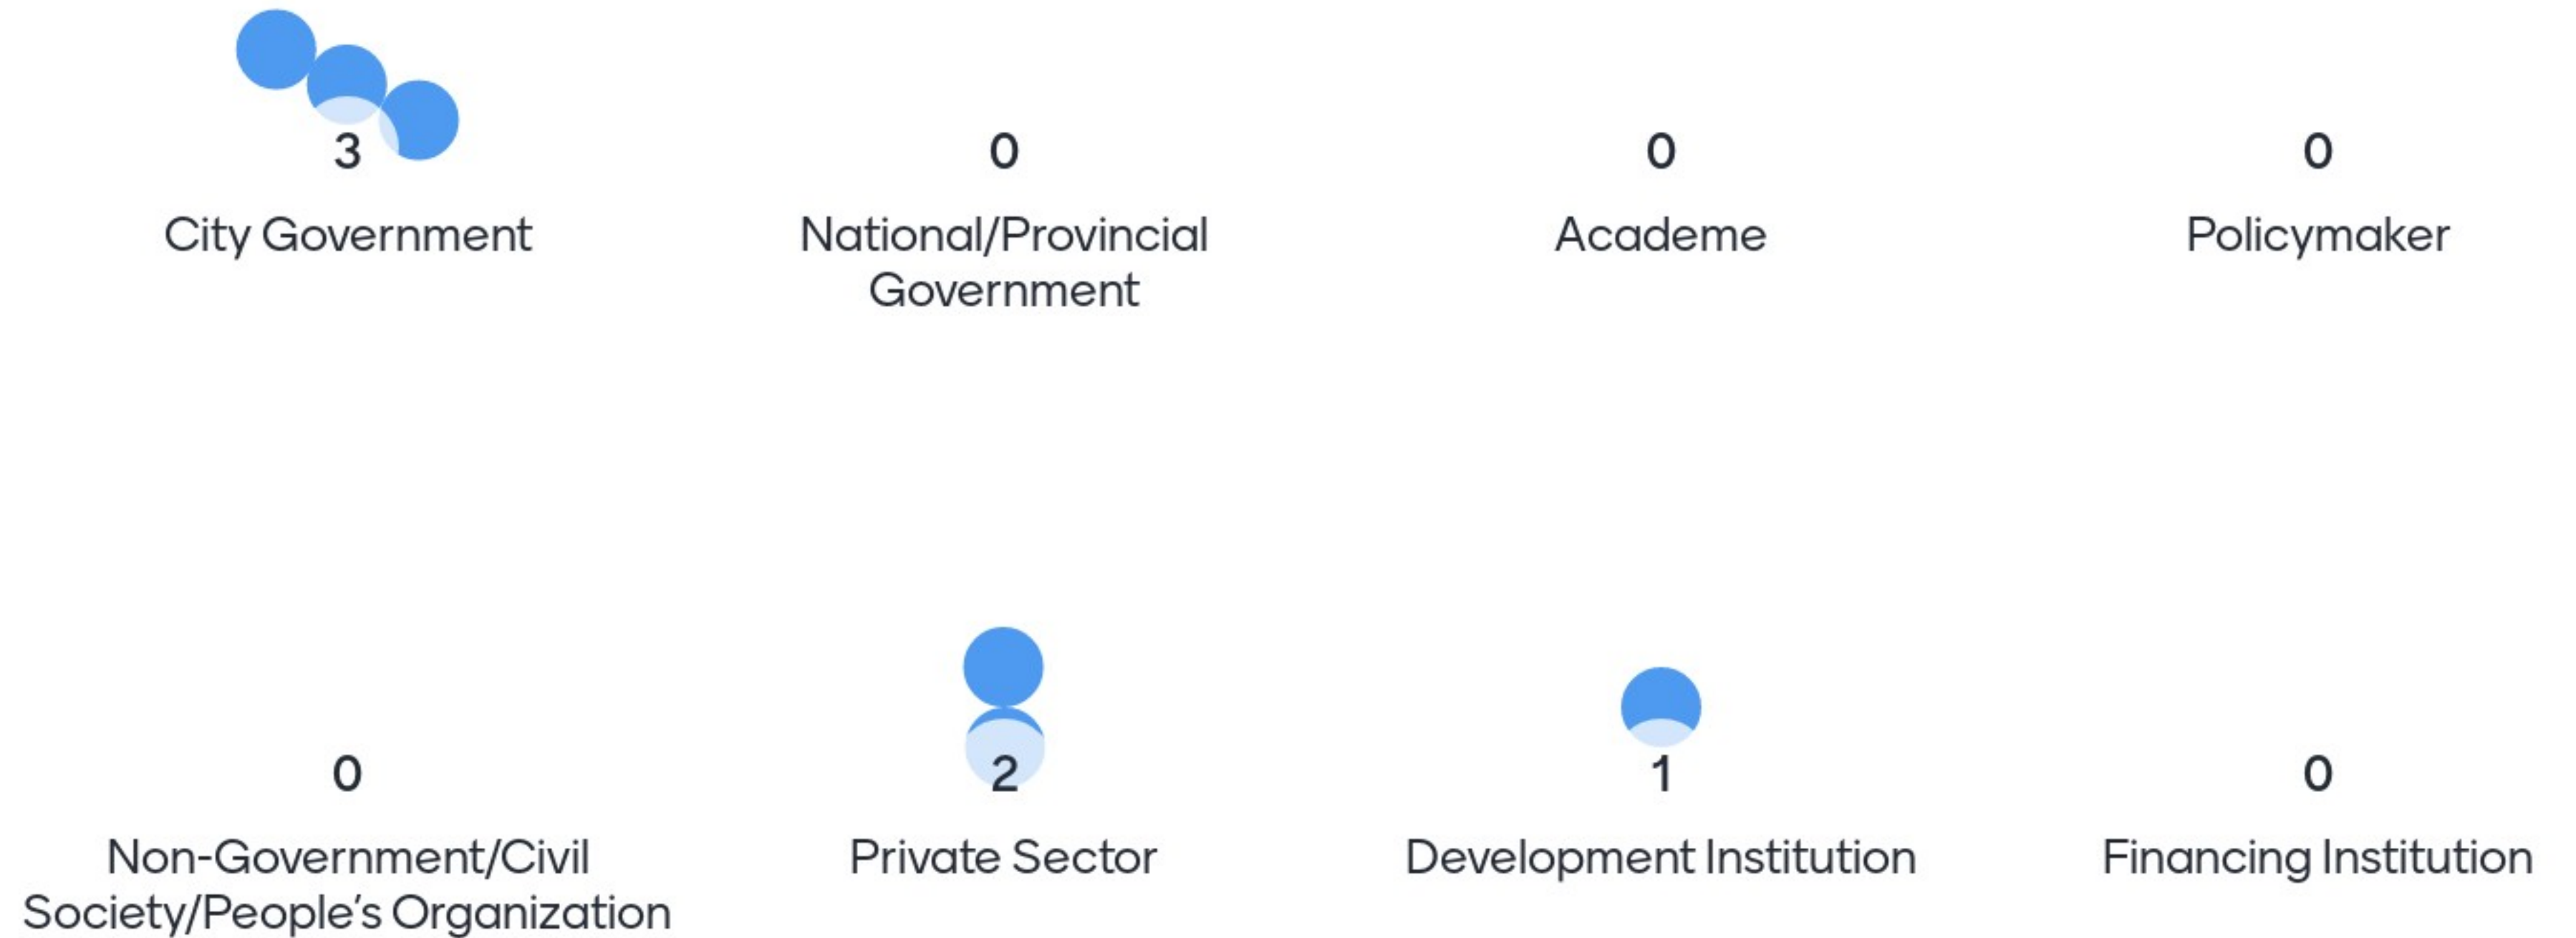 3
0
0
0
City Government
National/Provincial
Government
Academe
Policymaker
0
2
1
0
Non-Government/Civil
Society/People's Organization
Private Sector
Development Institution
Financing Institution